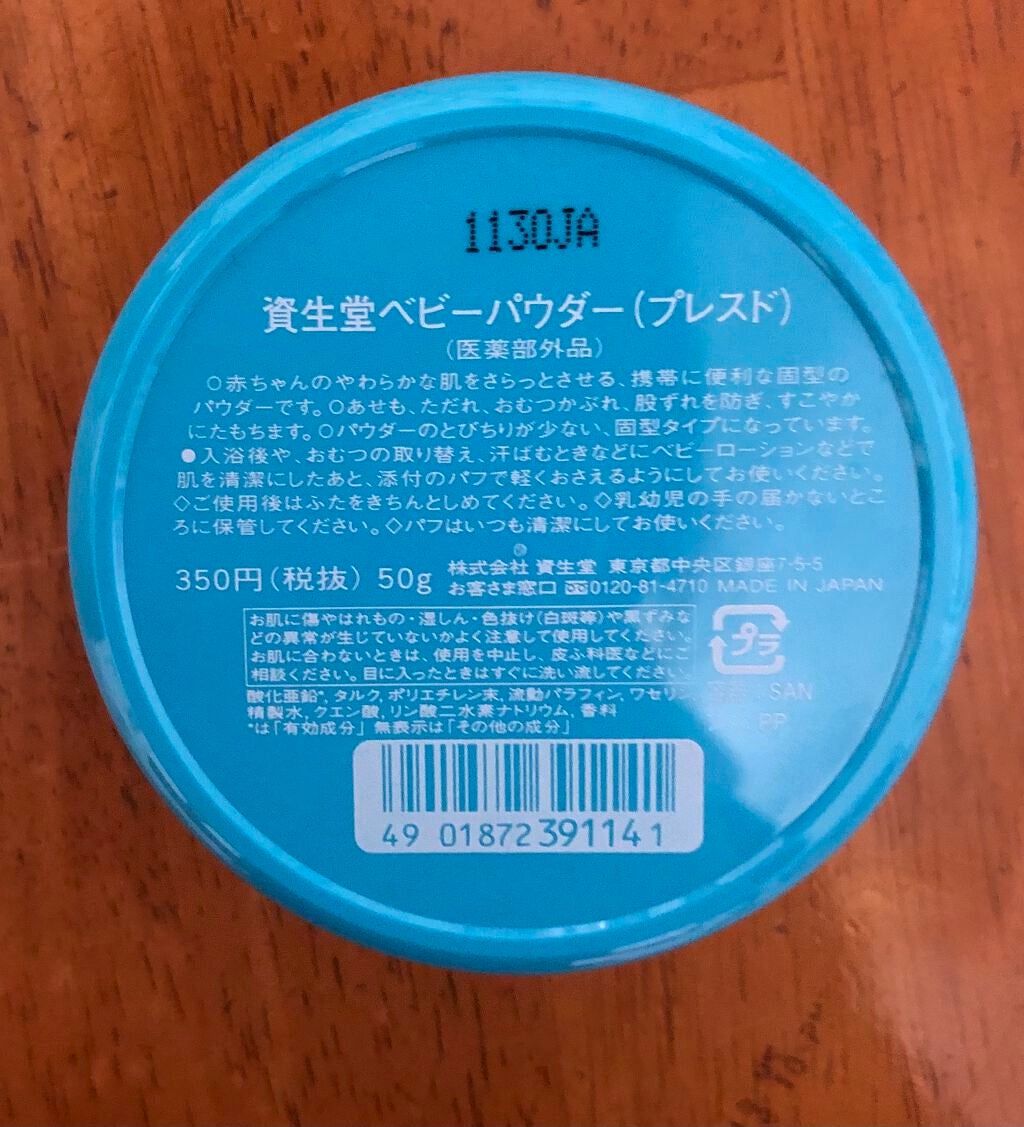 1130JA
資生堂ベビーパウダー(プレスド)
(医薬部外品)
○赤ちゃんのやわらかな肌をさらっとさせる、携帯に便利な固型の
パウダーです。○あせも、ただれ、おむつかぶれ、股ずれを防ぎ、すこやか
にたもちます。○パウダーのとびちりが少ない、固型タイプになっています。
●入浴後や、おむつの取り替え、汗ばむときなどにベビーローションなどで
肌を清潔にしたあと、添付のパフで軽くおさえるようにしてお使いください。
◇ご使用後はふたをきちんとしめてください。◇乳幼児の手の届かないとこ
ろに保管してください。◇パフはいつも清潔にしてお使いください。
350円(税抜) 50g
株式会社 資生堂 東京都中央区銀座7-5-5
お客さま窓口 0120-81-4710 MADE IN JAPAN
お肌に傷やはれもの・湿しん・色抜け(白斑等)や黒ずみな
どの異常が生じていないかよく注意して使用してください。
お肌に合わないときは、使用を中止し、皮ふ科医などにご
相談ください。目に入ったときはすぐに洗い流してください。
プラ
酸化亜鉛*, タルク, ポリエチレン末, 流動パラフィン, ワセリン,
精製水, クエン酸, リン酸二水素ナトリウム, 香料
*は「有効成分」 無表示は「その他の成分」
SAN
PP
49 01872 391141